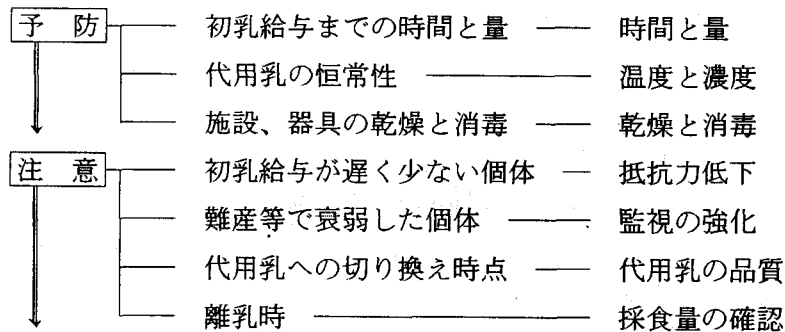 予 防 初乳給与までの時間と量 時間と量
代用乳の恒常性 温度と濃度
施設、器具の乾燥と消毒 乾燥と消毒
注 意 初乳給与が遅く少ない個体 抵抗力低下
難産等で衰弱した個体 監視の強化
代用乳への切り換え時点 代用乳の品質
離乳時 採食量の確認